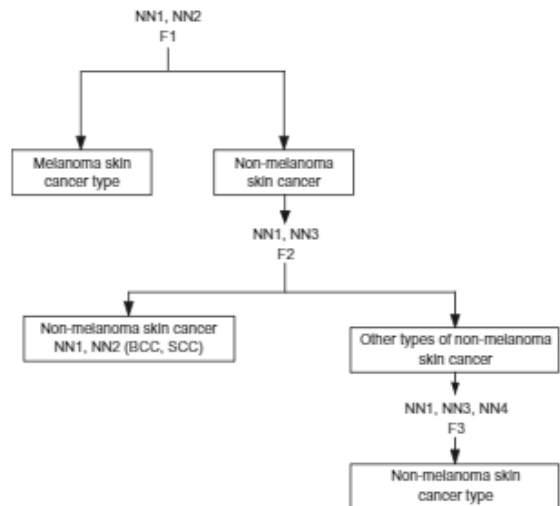 NN1, NN2
F1
Melanoma skin
cancer type
Non-melanoma
skin cancer
NN1, NN3
F2
Non-melanoma skin cancer
NN1, NN2 (BCC, SCC)
Other types of non-melanoma
skin cancer
NN1, NN3, NN4
F3
Non-melanoma skin
cancer type